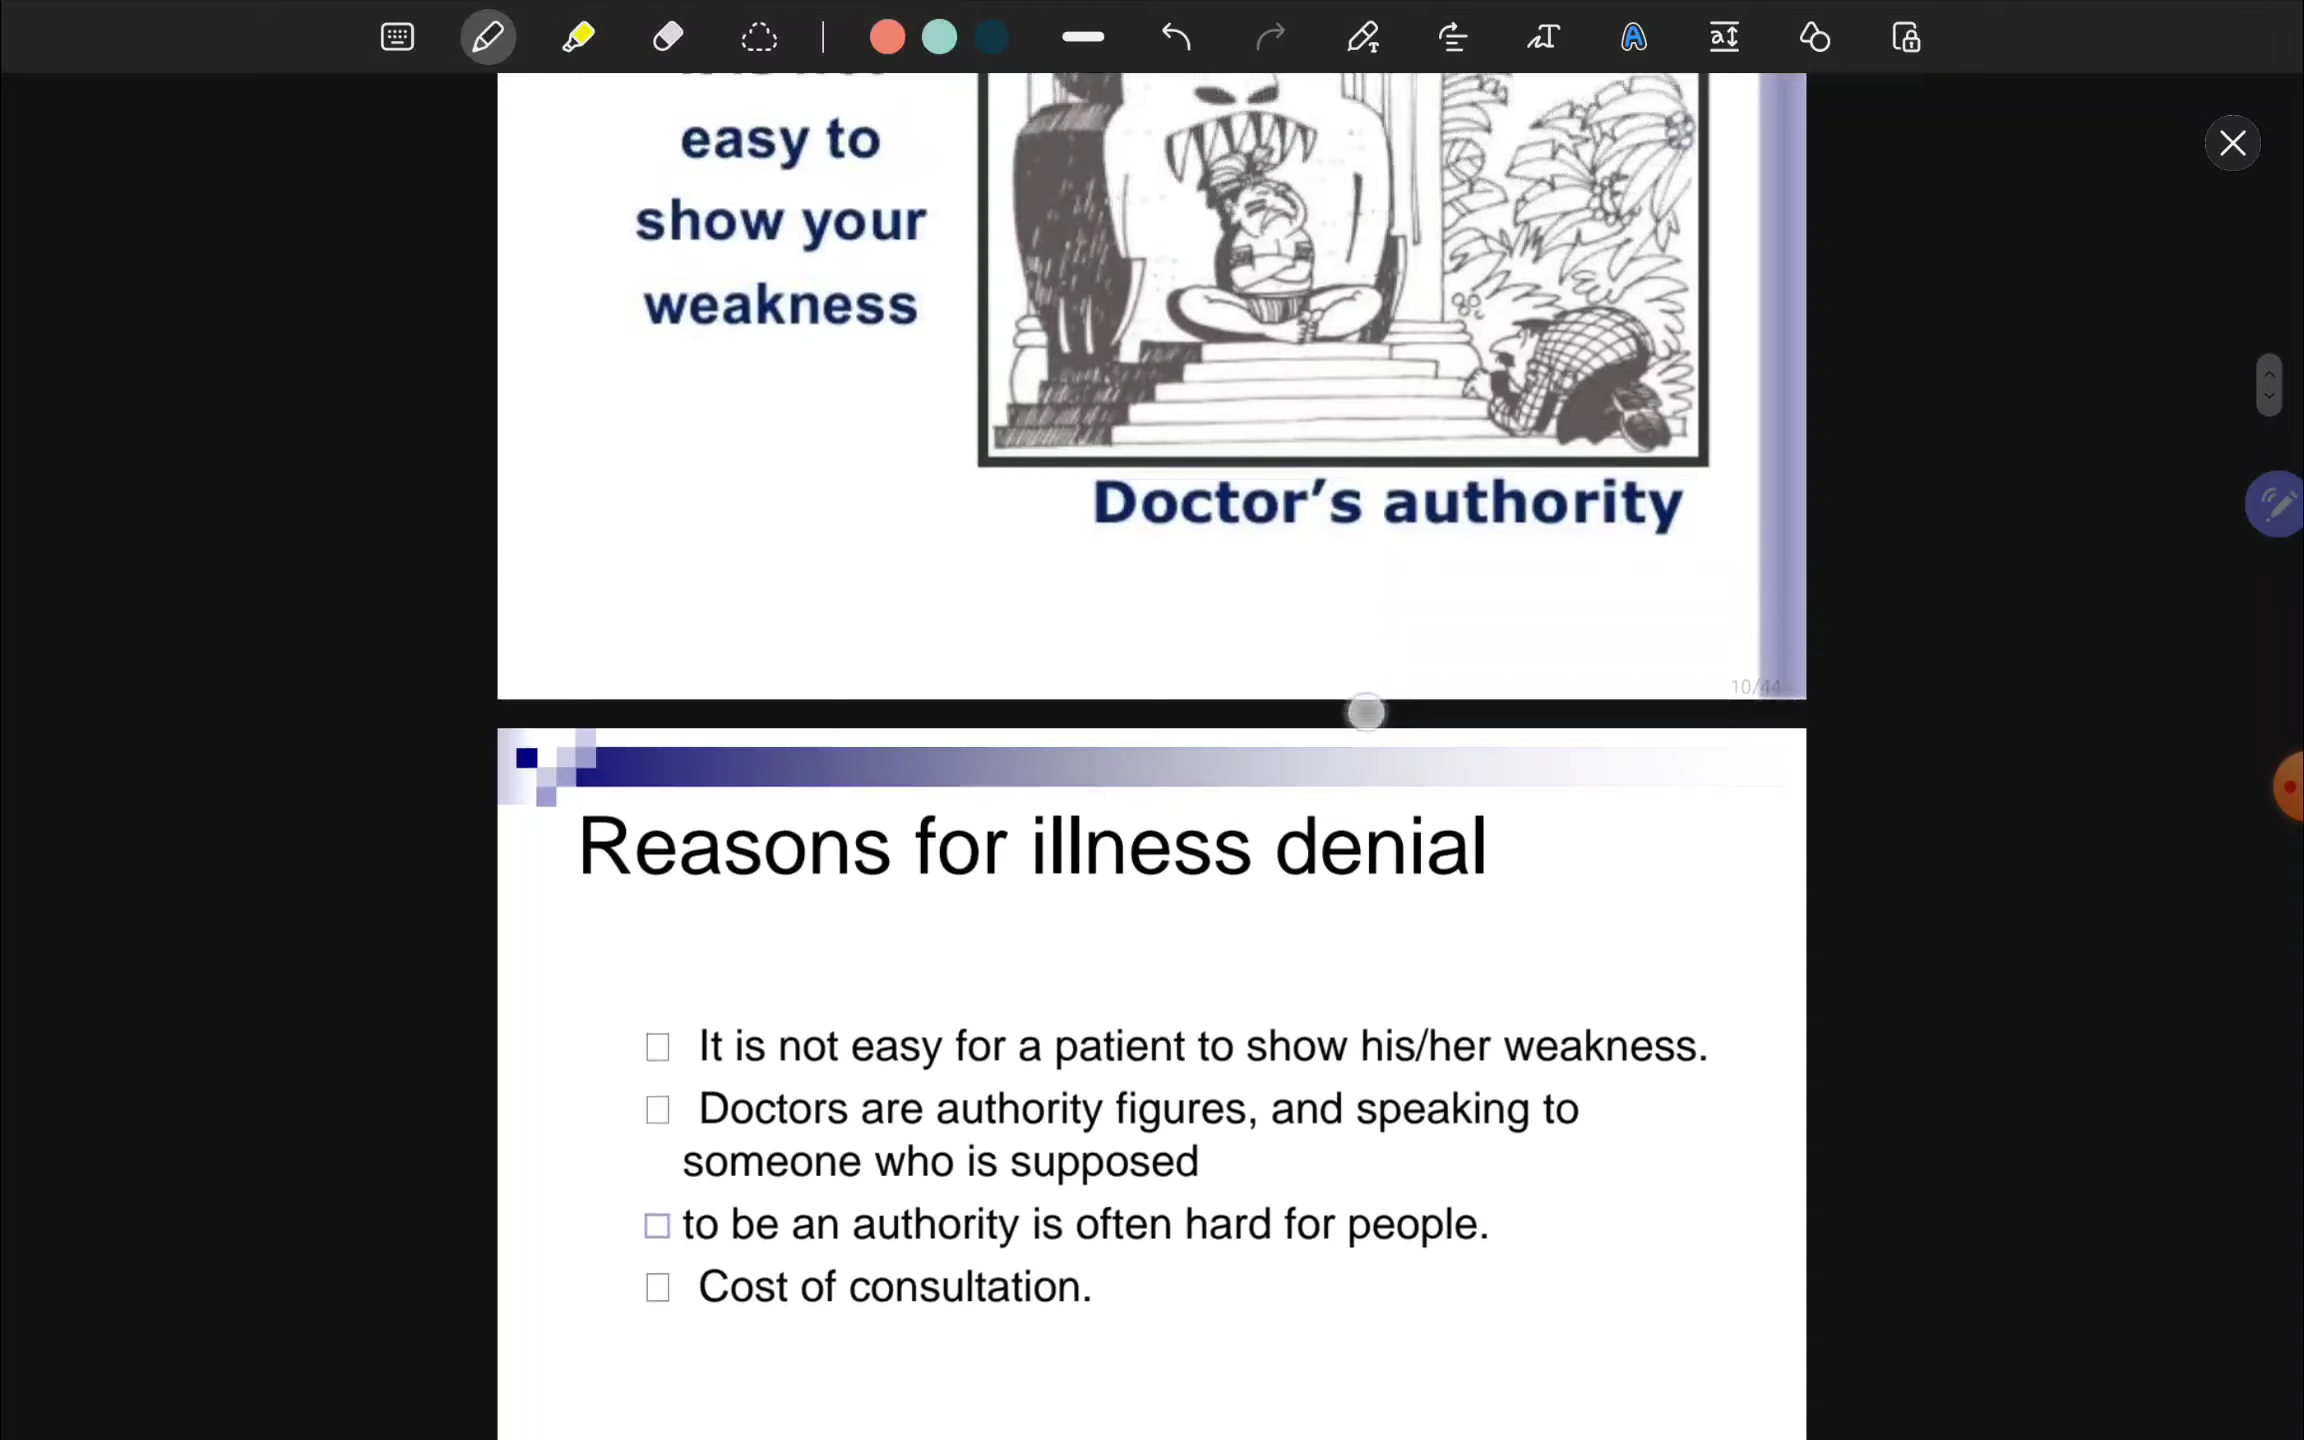 easy to
show your
weakness
Doctor’s authority
10/44
Reasons for illness denial
It is not easy for a patient to show his/her weakness.
Doctors are authority figures, and speaking to
someone who is supposed
to be an authority is often hard for people.
Cost of consultation.